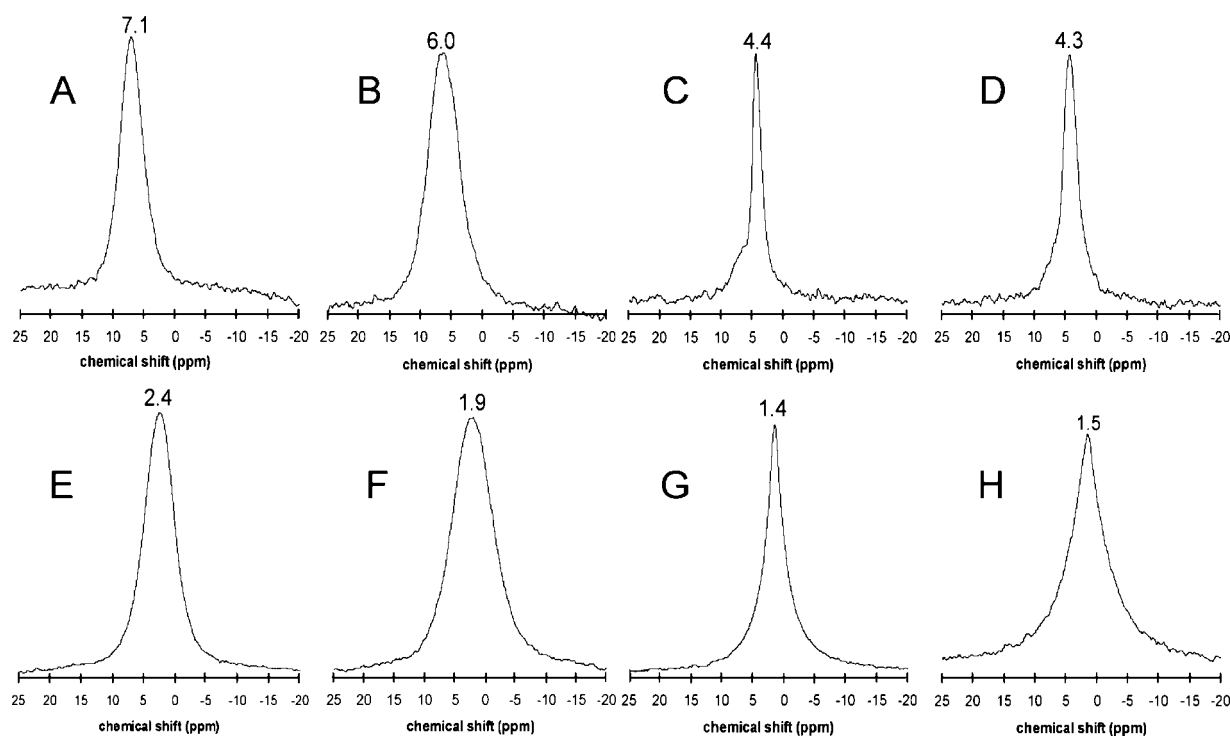 7.1 6.0 4.4 4.3
A B C D
25 20 15 10 5 0 -5 -10 -15 -20 25 20 15 10 5 0 -5 -10 -15 -20 25 20 15 10 5 0 -5 -10 -15 -20 25 20 15 10 5 0 -5 -10 -15 -20
chemical shift (ppm) chemical shift (ppm) chemical shift (ppm) chemical shift (ppm)
2.4 1.9 1.4 1.5
E F G H
25 20 15 10 5 0 -5 -10 -15 -20 25 20 15 10 5 0 -5 -10 -15 -20 25 20 15 10 5 0 -5 -10 -15 -20 25 20 15 10 5 0 -5 -10 -15 -20
chemical shift (ppm) chemical shift (ppm) chemical shift (ppm) chemical shift (ppm)